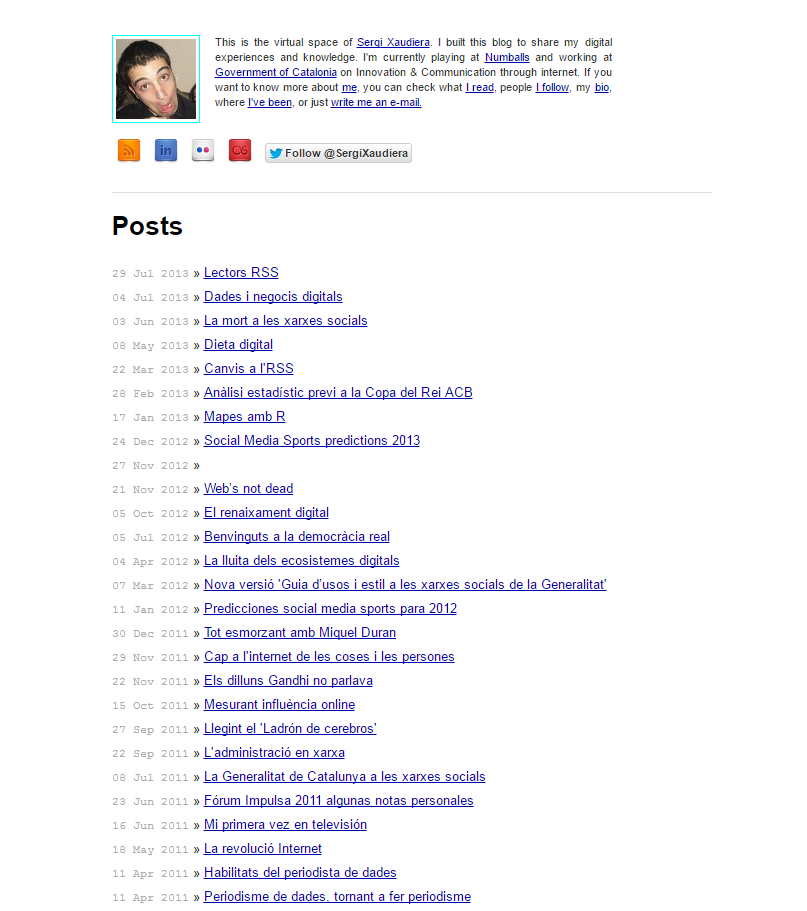 This is the virtual space of Sergi Xaudiera. I built this blog to share my digital
experiences and knowledge. I'm currently playing at Numballs and working at
Government of Catalonia on Innovation & Communication through internet. If you
want to know more about me, you can check what I read, people I follow, my bio,
where I've been, or just write me an e-mail.
in
Follow @SergiXaudiera
Posts
29 Jul 2013 » Lectors RSS
04 Jul 2013 » Dades i negocis digitals
03 Jun 2013 » La mort a les xarxes socials
08 May 2013 » Dieta digital
22 Mar 2013 » Canvis a l'RSS
28 Feb 2013 » Anàlisi estadístic previ a la Copa del Rei ACB
17 Jan 2013 » Mapes amb R
24 Dec 2012 » Social Media Sports predictions 2013
27 Nov 2012 »
21 Nov 2012 » Web's not dead
05 Oct 2012 » El renaixament digital
05 Jul 2012 » Benvinguts a la democràcia real
04 Apr 2012 » La lluita dels ecosistemes digitals
07 Mar 2012 » Nova versió 'Guia d'usos i estil a les xarxes socials de la Generalitat'
11 Jan 2012 » Predicciones social media sports para 2012
30 Dec 2011 » Tot esmorzant amb Miquel Duran
29 Nov 2011 » Cap a l'internet de les coses i les persones
22 Nov 2011 » Els dilluns Gandhi no parlava
15 Oct 2011 » Mesurant influència online
27 Sep 2011 » Llegint el 'Ladrón de cerebros'
22 Sep 2011 » L'administració en xarxa
08 Jul 2011 » La Generalitat de Catalunya a les xarxes socials
23 Jun 2011 » Fórum Impulsa 2011 algunas notas personales
16 Jun 2011 » Mi primera vez en televisión
18 May 2011 » La revolució Internet
11 Apr 2011 » Habilitats del periodista de dades
11 Apr 2011 » Periodisme de dades, tornant a fer periodisme